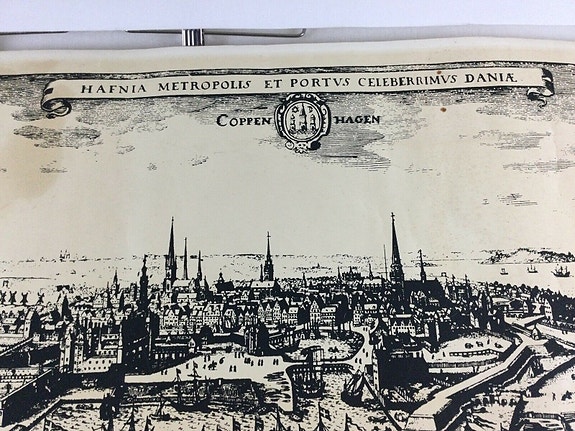 HAFNIA METROPOLIS ET PORTVS CELEBERRIMVS DANIÆ
COPPEN HAGEN